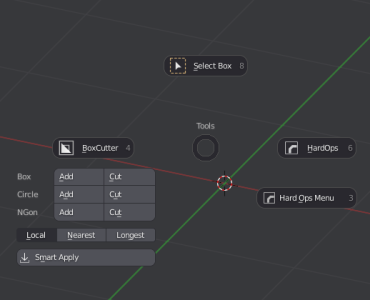 Select Box 8
Tools
BoxCutter 4
HardOps 6
Box Add Cut
Circle Add Cut
Hard Ops Menu 3
NGon Add Cut
Local Nearest Longest
Smart Apply